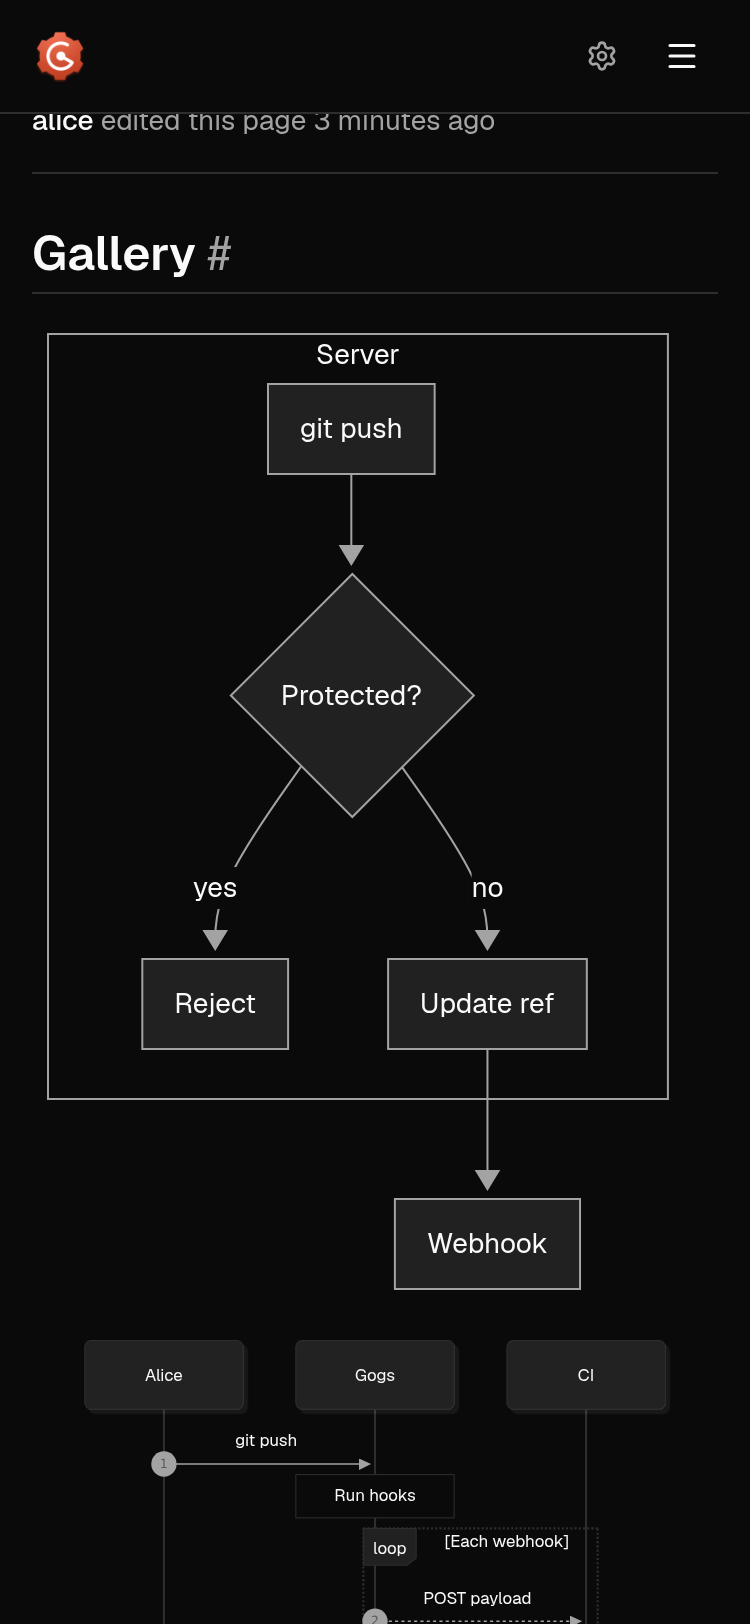 alice edited this page 3 minutes ago
Gallery #
Server
git push
Protected?
yes
no
Reject
Update ref
Webhook
Alice
Gogs
CI
git push
1
Run hooks
loop
[Each webhook]
POST payload
2